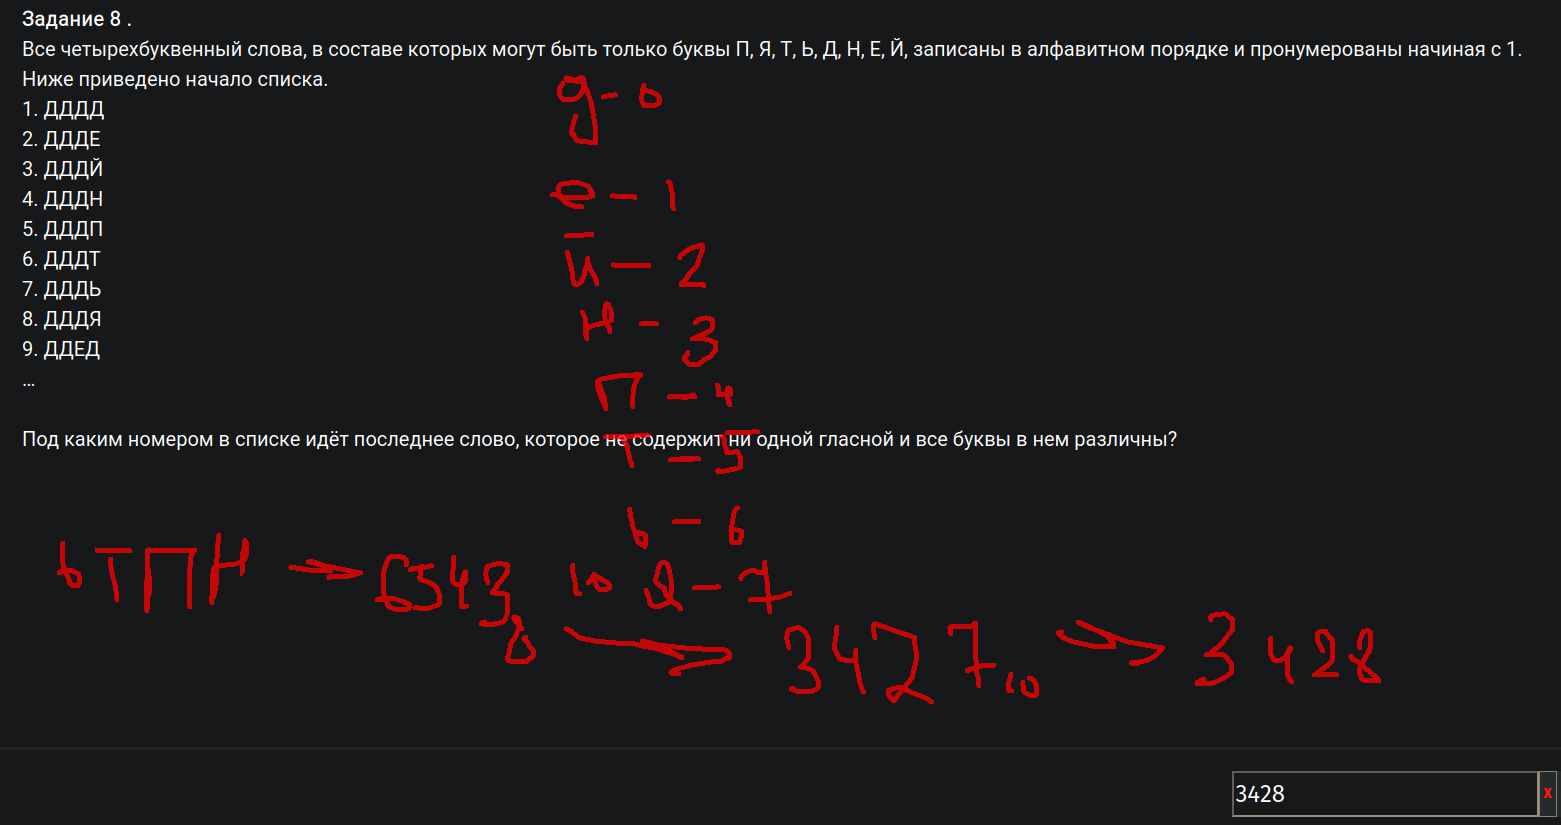 Задание 8 .
Все четырехбуквенный слова, в составе которых могут быть только буквы П, Я, Т, Ь, Д, Н, Е, Й, записаны в алфавитном порядке и пронумерованы начиная с 1.
Ниже приведено начало списка.
1. ДДДД
2. ДДДЕ
3. ДДДЙ
4. ДДДН
5. ДДДП
6. ДДДТ
7. ДДДЬ
8. ДДДЯ
9. ДДЕД
...
Под каким номером в списке идёт последнее слово, которое не содержит ни одной гласной и все буквы в нем различны?
д - 0
е - 1
й - 2
н - 3
П - 4
Т - 5
ь - 6
Я - 7
ьТПН → 6543₈ → 3427₁₀ → 3428
3428
x